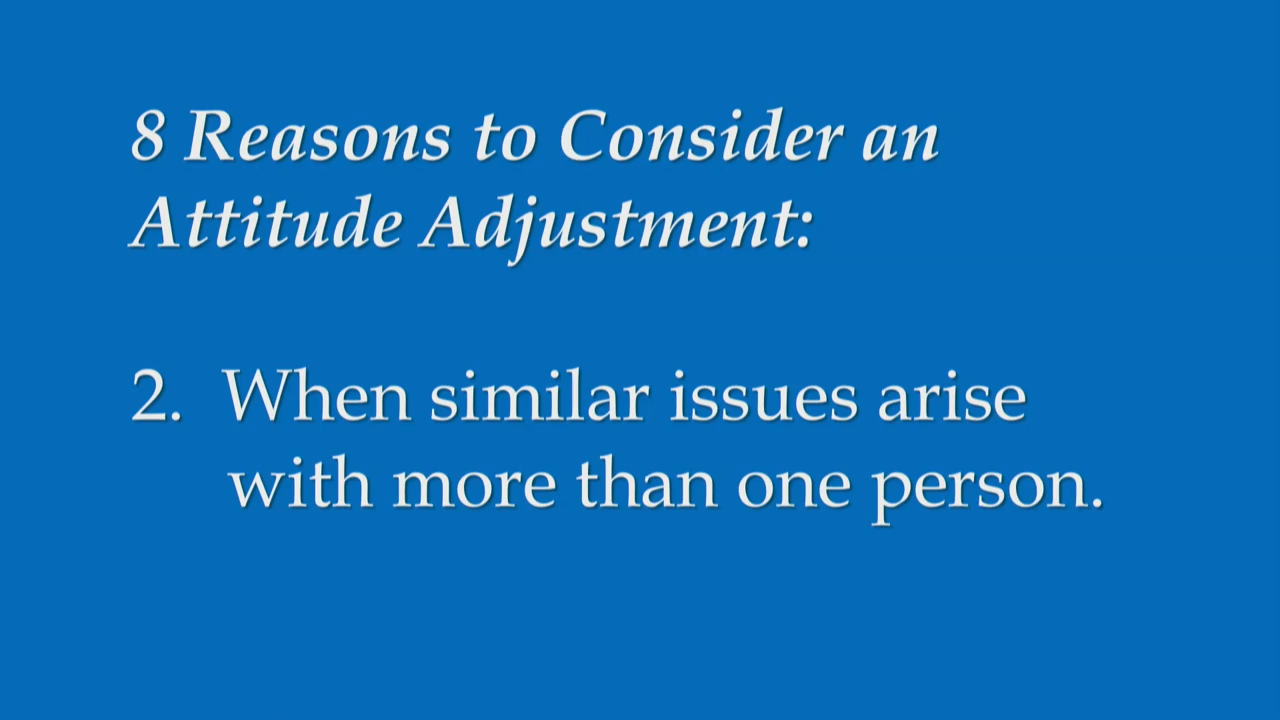 8 Reasons to Consider an
Attitude Adjustment:
2. When similar issues arise
with more than one person.